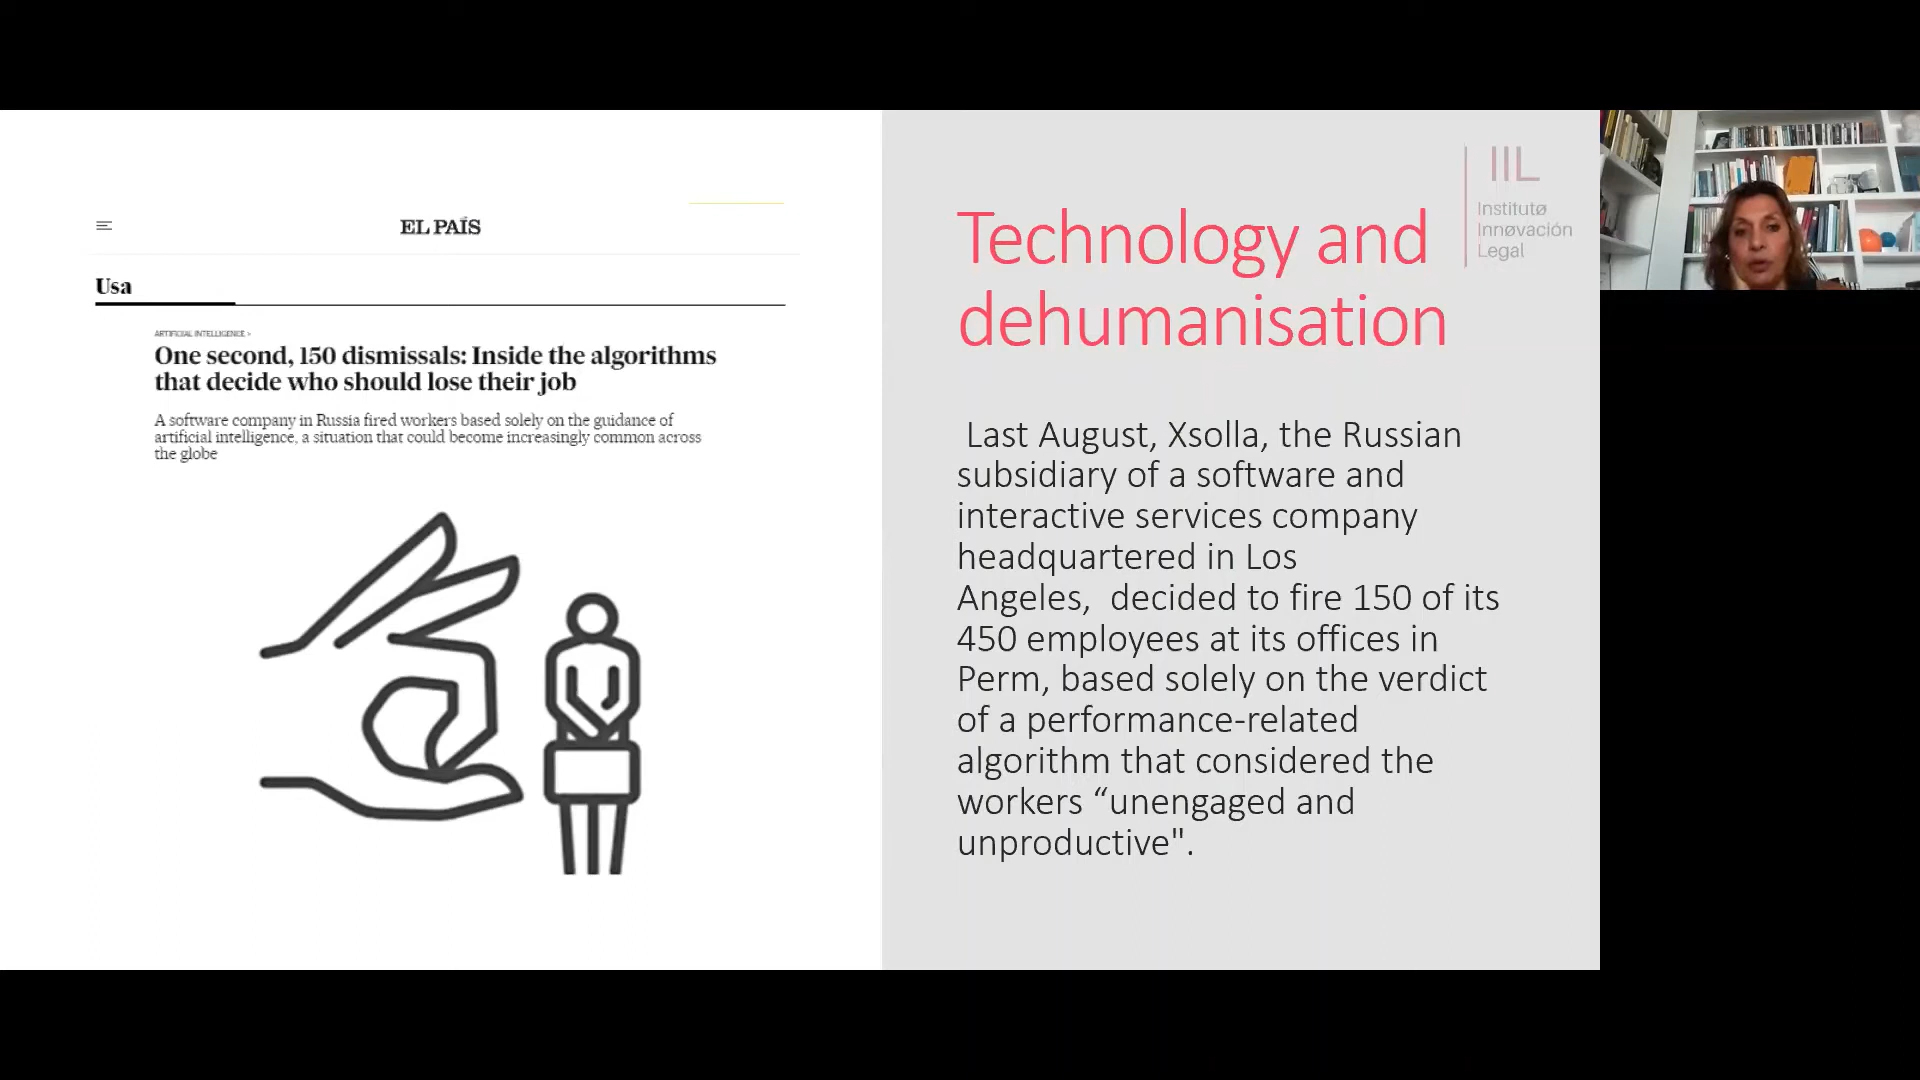 EL PAÍS
Usa
ARTIFICIAL INTELLIGENCE >
One second, 150 dismissals: Inside the algorithms
that decide who should lose their job
A software company in Russia fired workers based solely on the guidance of
artificial intelligence, a situation that could become increasingly common across
the globe
IIL
Institutø
Innøvación
Legal
Technology and
dehumanisation
Last August, Xsolla, the Russian
subsidiary of a software and
interactive services company
headquartered in Los
Angeles,  decided to fire 150 of its
450 employees at its offices in
Perm, based solely on the verdict
of a performance-related
algorithm that considered the
workers “unengaged and
unproductive".